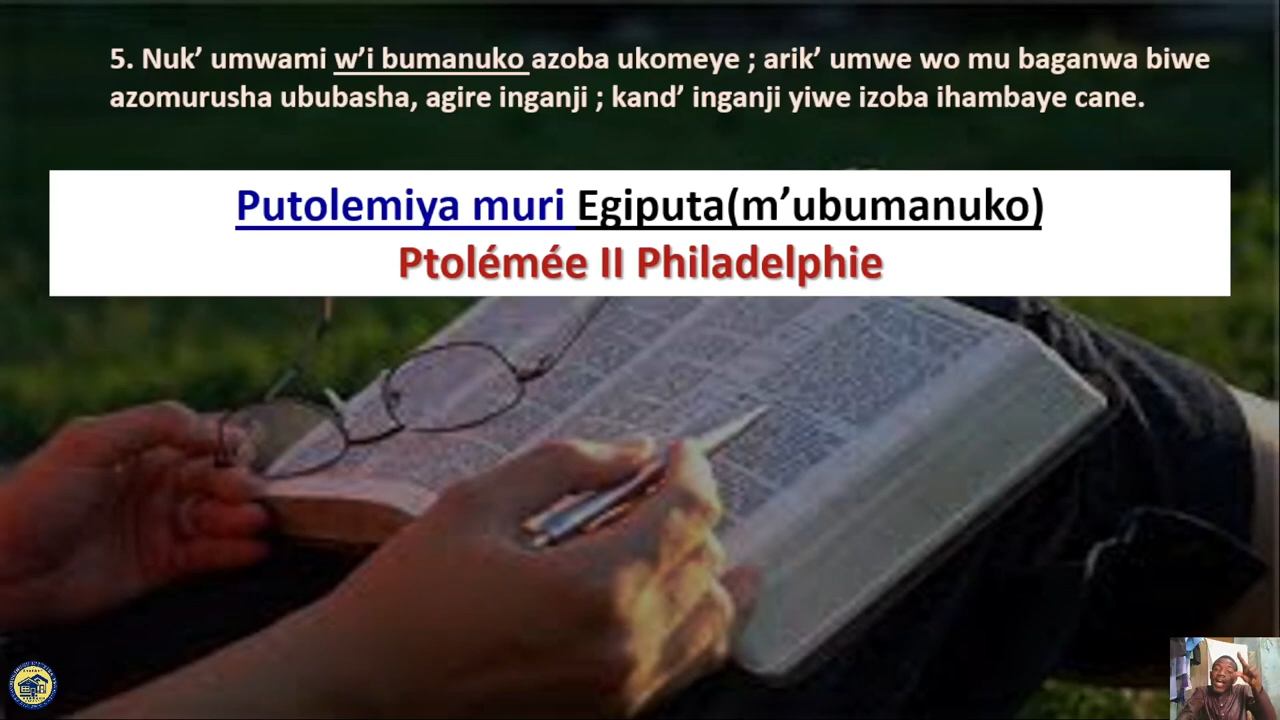 5. Nuk’ umwami w’i bumanuko azoba ukomeye ; arik’ umwe wo mu baganwa biwe
azomurusha ububasha, agire inganji ; kand’ inganji yiwe izoba ihambaye cane.
Putolemiya muri Egiputa(m’ubumanuko)
Ptolémée II Philadelphie